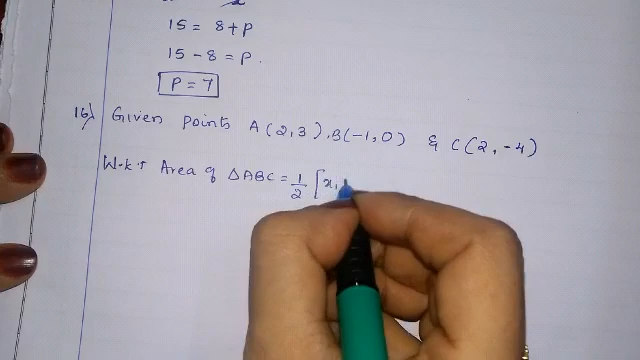 15 = 8+P
15 - 8 = P.
P = 7
16) Given points A(2,3), B(-1,0) & C(2,-4)
W.k.t Area of △ABC = 1/2 [x₁